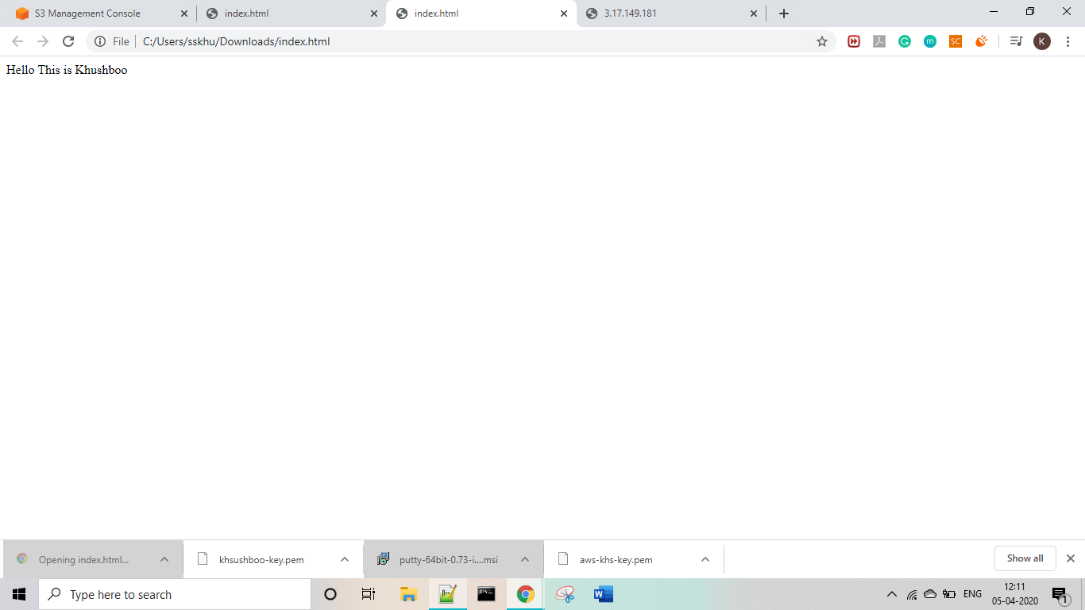 S3 Management Console
index.html
index.html
3.17.149.181
File
C:/Users/sskhu/Downloads/index.html
SC
K
Hello This is Khushboo
Opening index.html...
khsushboo-key.pem
putty-64bit-0.73-i....msi
aws-khs-key.pem
Show all
Type here to search
ENG
12:11
05-04-2020
1